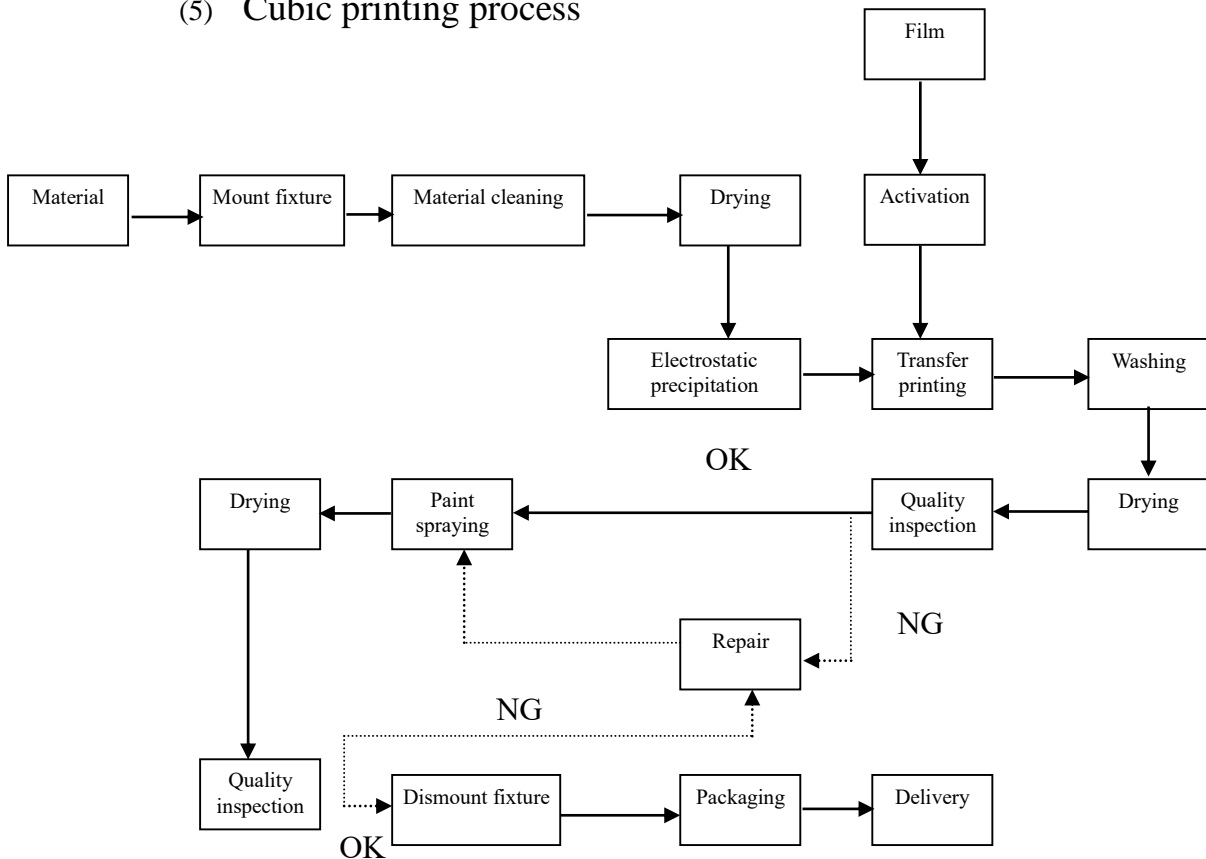 (5) Cubic printing process
Film
Material
Mount fixture
Material cleaning
Drying
Activation
Electrostatic
precipitation
Transfer
printing
Washing
OK
Drying
Paint
spraying
Quality
inspection
Drying
NG
Repair
NG
Quality
inspection
Dismount fixture
Packaging
Delivery
OK